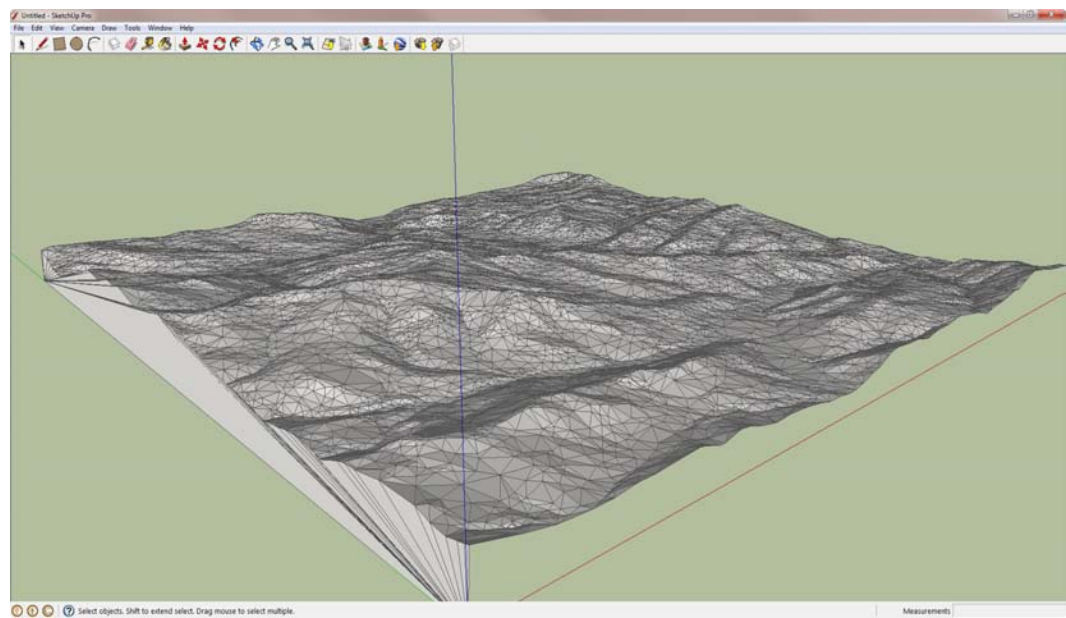 Untitled - SketchUp Pro
File Edit View Camera Draw Tools Window Help
Select objects. Shift to extend select. Drag mouse to select multiple.
Measurements